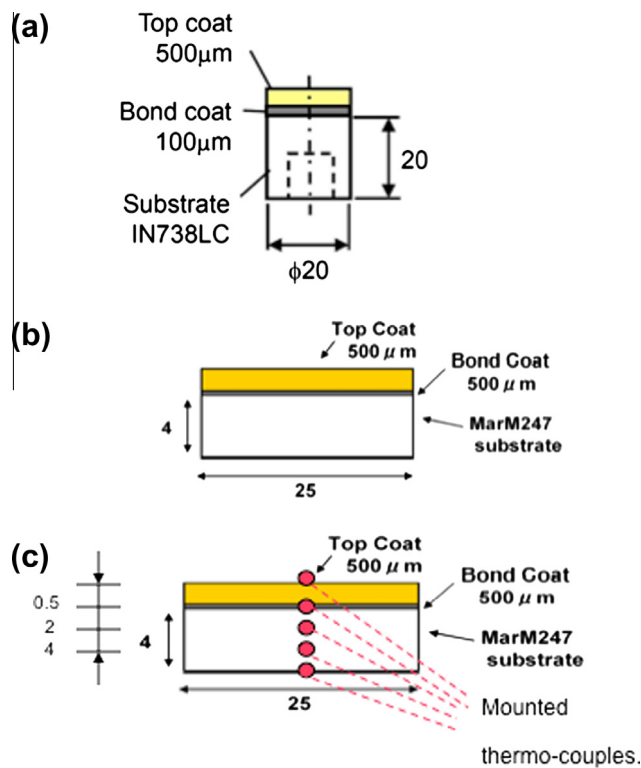 (a)
Top coat
500μm
Bond coat
100μm
Substrate
IN738LC
20
ϕ20
(b)
Top Coat
500 μ m
Bond Coat
500 μ m
MarM247
substrate
4
25
(c)
Top Coat
500 μ m
Bond Coat
500 μ m
MarM247
substrate
0.5
2
4
4
25
Mounted
thermo-couples.